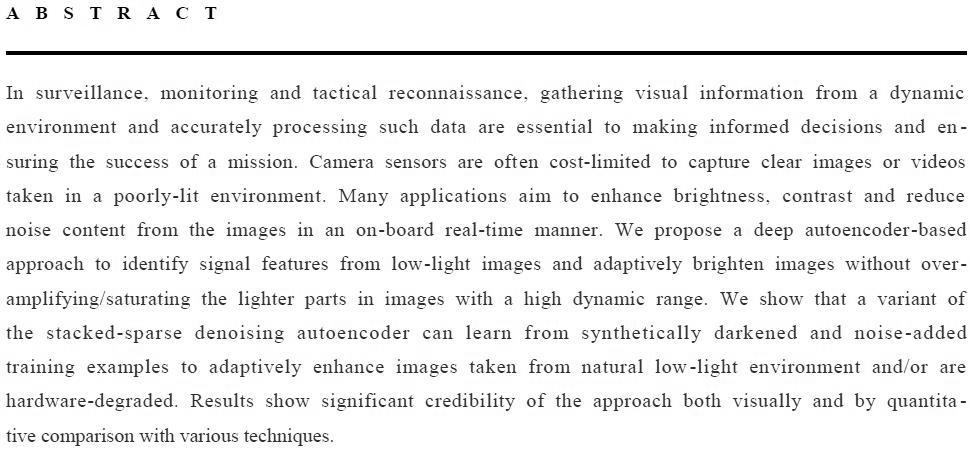 A B S T R A C T
In surveillance, monitoring and tactical reconnaissance, gathering visual information from a dynamic
environment and accurately processing such data are essential to making informed decisions and en-
suring the success of a mission. Camera sensors are often cost-limited to capture clear images or videos
taken in a poorly-lit environment. Many applications aim to enhance brightness, contrast and reduce
noise content from the images in an on-board real-time manner. We propose a deep autoencoder-based
approach to identify signal features from low-light images and adaptively brighten images without over-
amplifying/saturating the lighter parts in images with a high dynamic range. We show that a variant of
the stacked-sparse denoising autoencoder can learn from synthetically darkened and noise-added
training examples to adaptively enhance images taken from natural low-light environment and/or are
hardware-degraded. Results show significant credibility of the approach both visually and by quantita-
tive comparison with various techniques.